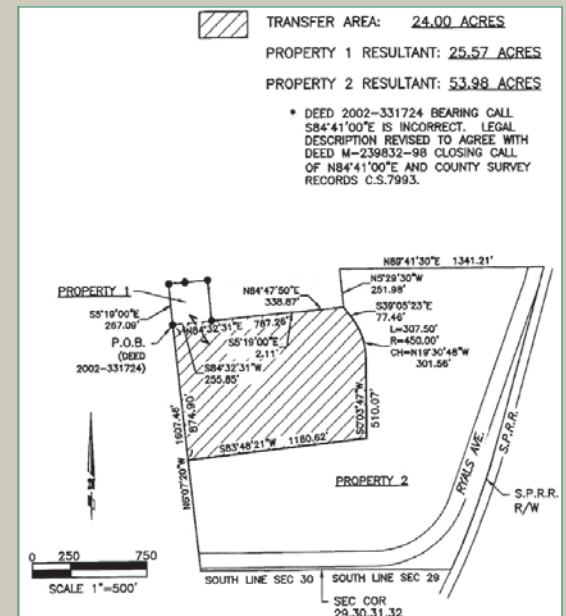 TRANSFER AREA: 24.00 ACRES
PROPERTY 1 RESULTANT: 25.57 ACRES
PROPERTY 2 RESULTANT: 53.98 ACRES
* DEED 2002-331724 BEARING CALL
S84°41'00"E IS INCORRECT. LEGAL
DESCRIPTION REVISED TO AGREE WITH
DEED M-239832-98 CLOSING CALL
OF N84°41'00"E AND COUNTY SURVEY
RECORDS C.S.7993.
N89°41'30"E 1341.21'
N84°47'50"E
338.87'
N5°29'30"W
251.98'
PROPERTY 1
S5°19'00"E
267.09'
S39°05'23"E
77.46'
N84°32'31"E
787.26'
L=307.50'
R=450.00'
CH=N19°30'48"W
301.56'
P.O.B.
(DEED
2002-331724)
S5°19'00"E
2.11'
S84°32'31"W
255.85'
1607.46'
874.90'
N6°07'20"W
S0°03'47"W
510.07'
S83°48'21"W 1180.62'
PROPERTY 2
RYALS AVE.
S.P.R.R.
S.P.R.R.
R/W
0 250 750
SCALE 1"=500'
SOUTH LINE SEC 30 SOUTH LINE SEC 29
SEC COR
29,30,31,32